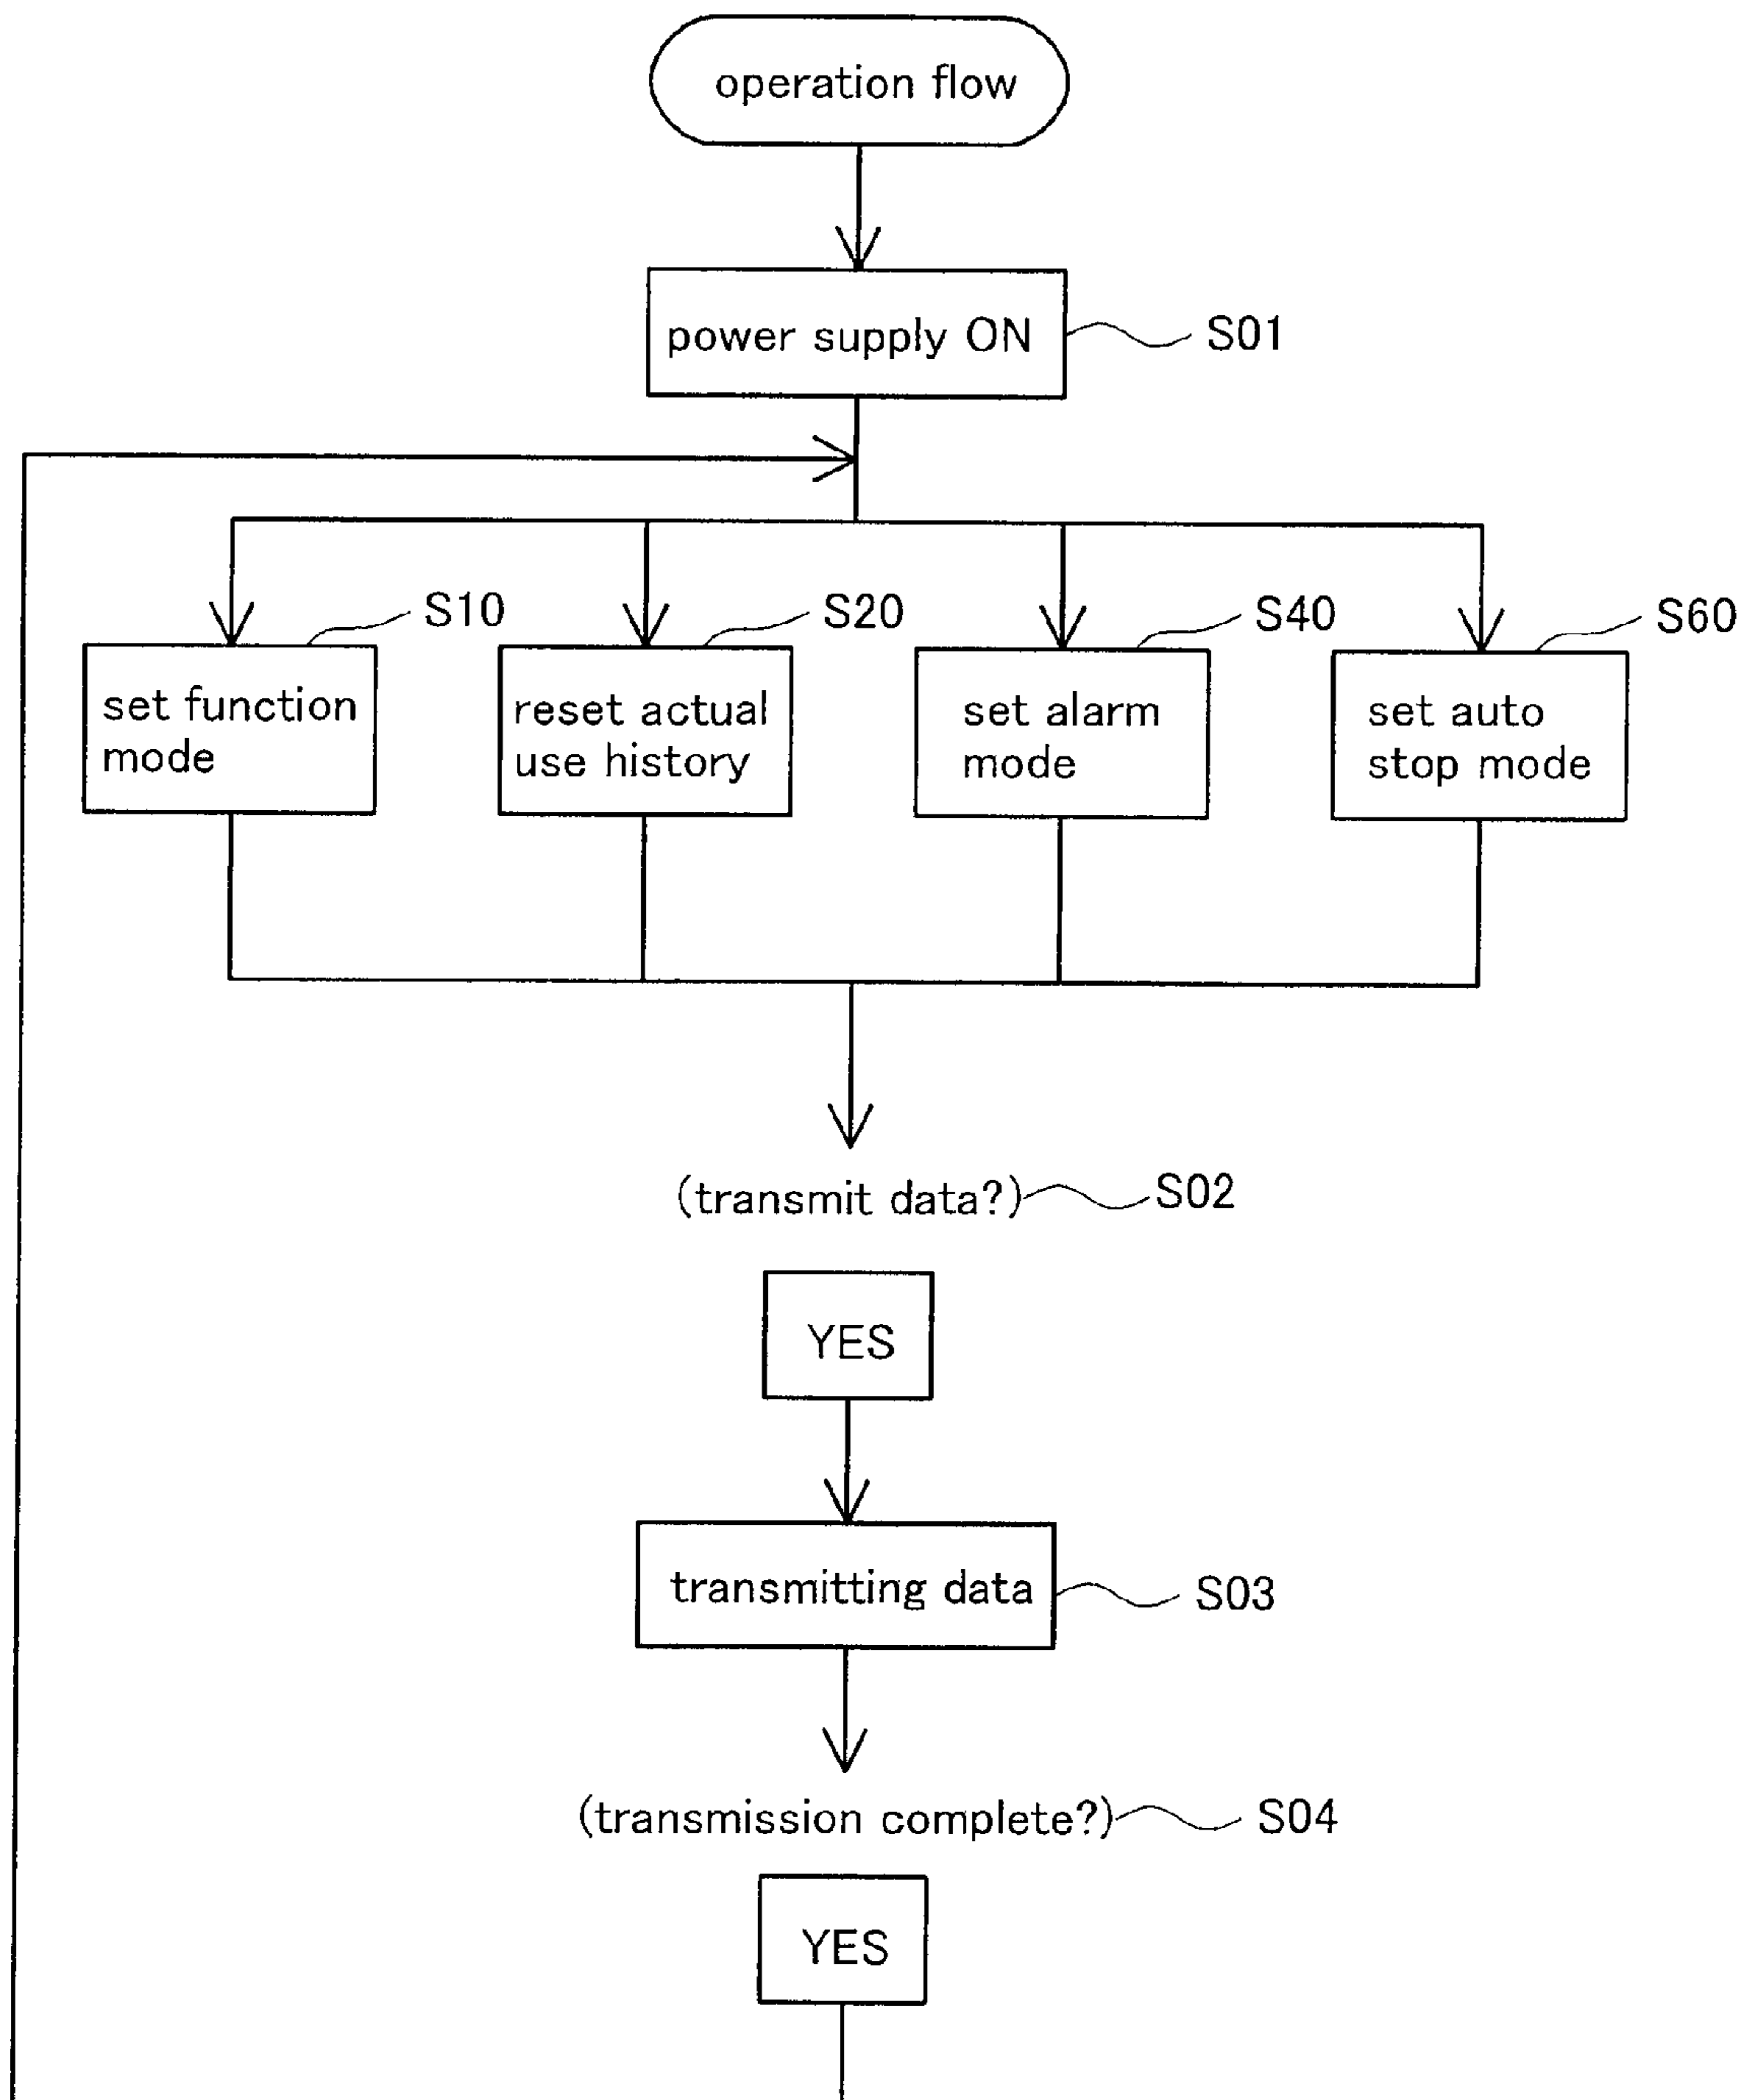 operation flow
power supply ON
S01
S10
S20
S40
S60
set function
mode
reset actual
use history
set alarm
mode
set auto
stop mode
(transmit data?)
S02
YES
transmitting data
S03
(transmission complete?)
S04
YES